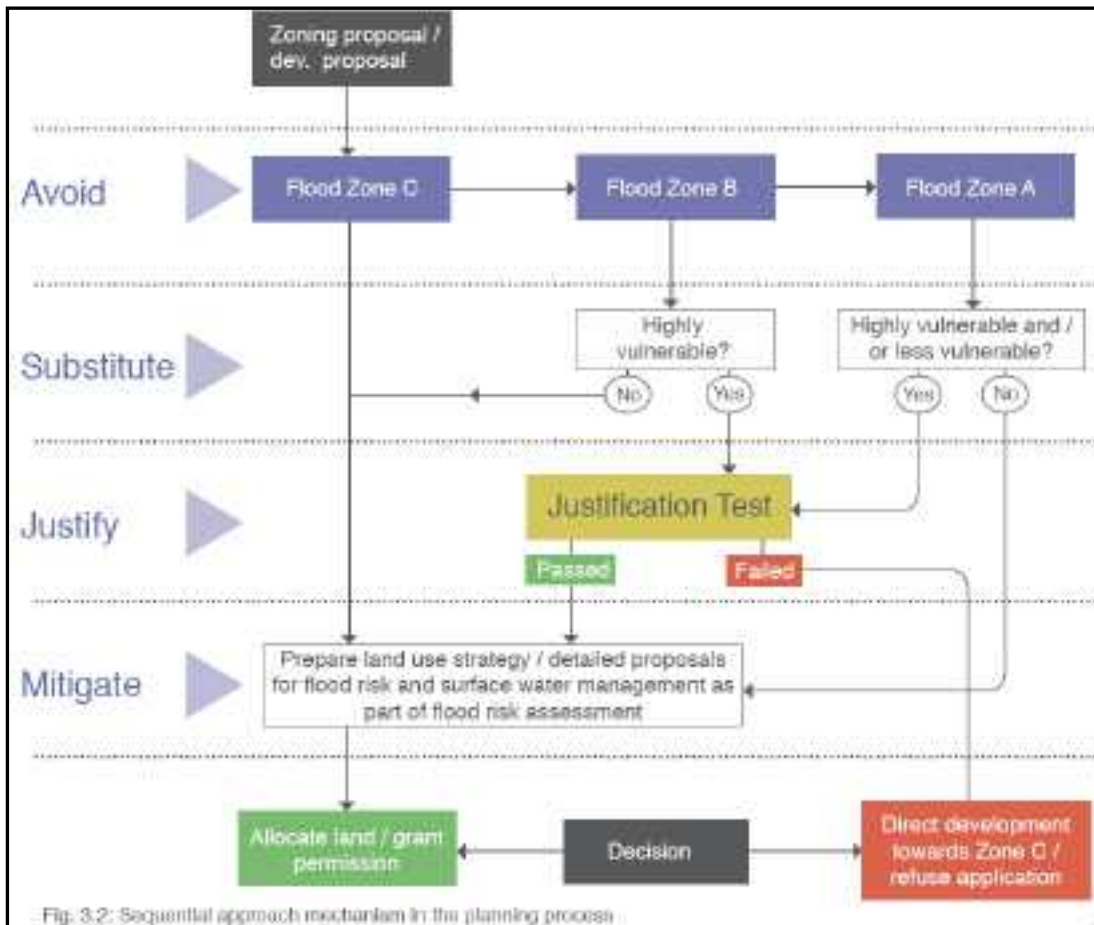 Zoning proposal /
dev. proposal
Avoid
Flood Zone C
Flood Zone B
Flood Zone A
Substitute
Highly
vulnerable?
Highly vulnerable and /
or less vulnerable?
No
Yes
Yes
No
Justify
Justification Test
Passed
Failed
Mitigate
Prepare land use strategy / detailed proposals
for flood risk and surface water management as
part of flood risk assessment
Allocate land / grant
permission
Decision
Direct development
towards Zone C /
refuse application
Fig. 3.2: Sequential approach mechanism in the planning process